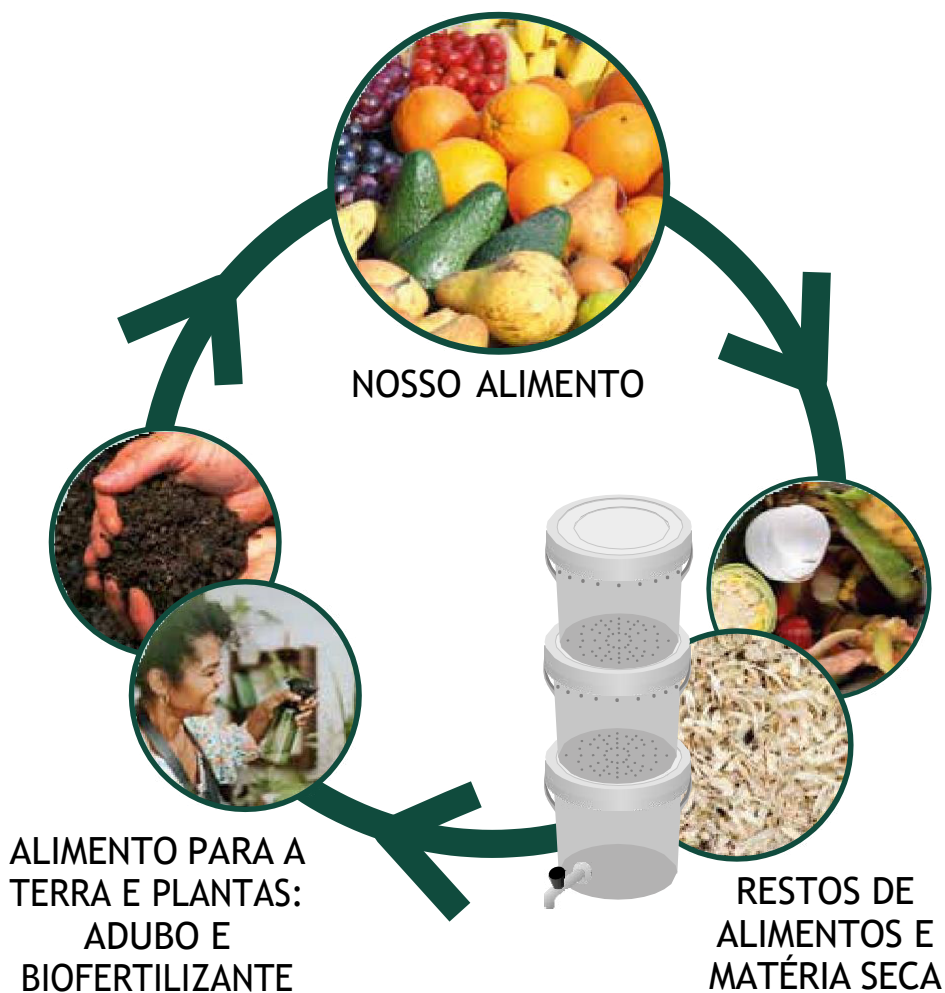 NOSSO ALIMENTO
ALIMENTO PARA A
TERRA E PLANTAS:
ADUBO E
BIOFERTILIZANTE
RESTOS DE
ALIMENTOS E
MATÉRIA SECA